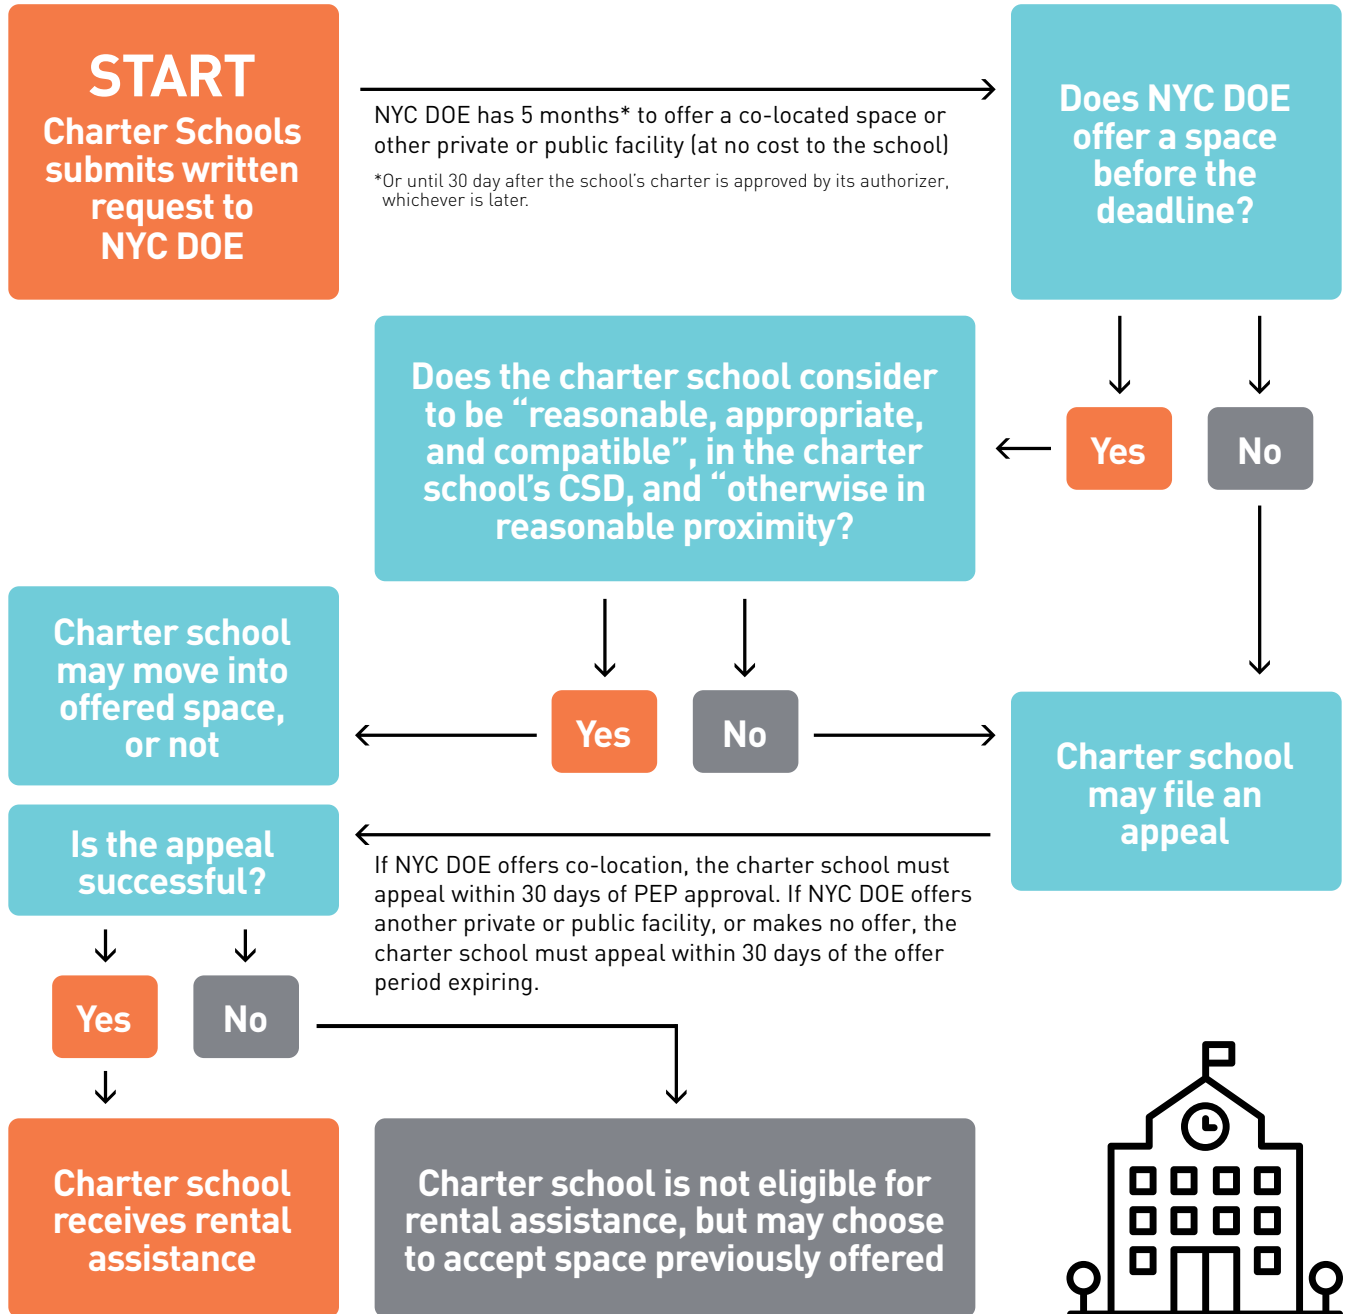 START
Charter Schools
submits written
request to
NYC DOE
NYC DOE has 5 months* to offer a co-located space or
other private or public facility (at no cost to the school)
*Or until 30 day after the school's charter is approved by its authorizer,
whichever is later.
Does NYC DOE
offer a space
before the
deadline?
Yes
No
Does the charter school consider
to be “reasonable, appropriate,
and compatible”, in the charter
school's CSD, and “otherwise in
reasonable proximity?
Yes
No
Charter school
may move into
offered space,
or not
Charter school
may file an
appeal
If NYC DOE offers co-location, the charter school must
appeal within 30 days of PEP approval. If NYC DOE offers
another private or public facility, or makes no offer, the
charter school must appeal within 30 days of the offer
period expiring.
Is the appeal
successful?
Yes
No
Charter school
receives rental
assistance
Charter school is not eligible for
rental assistance, but may choose
to accept space previously offered